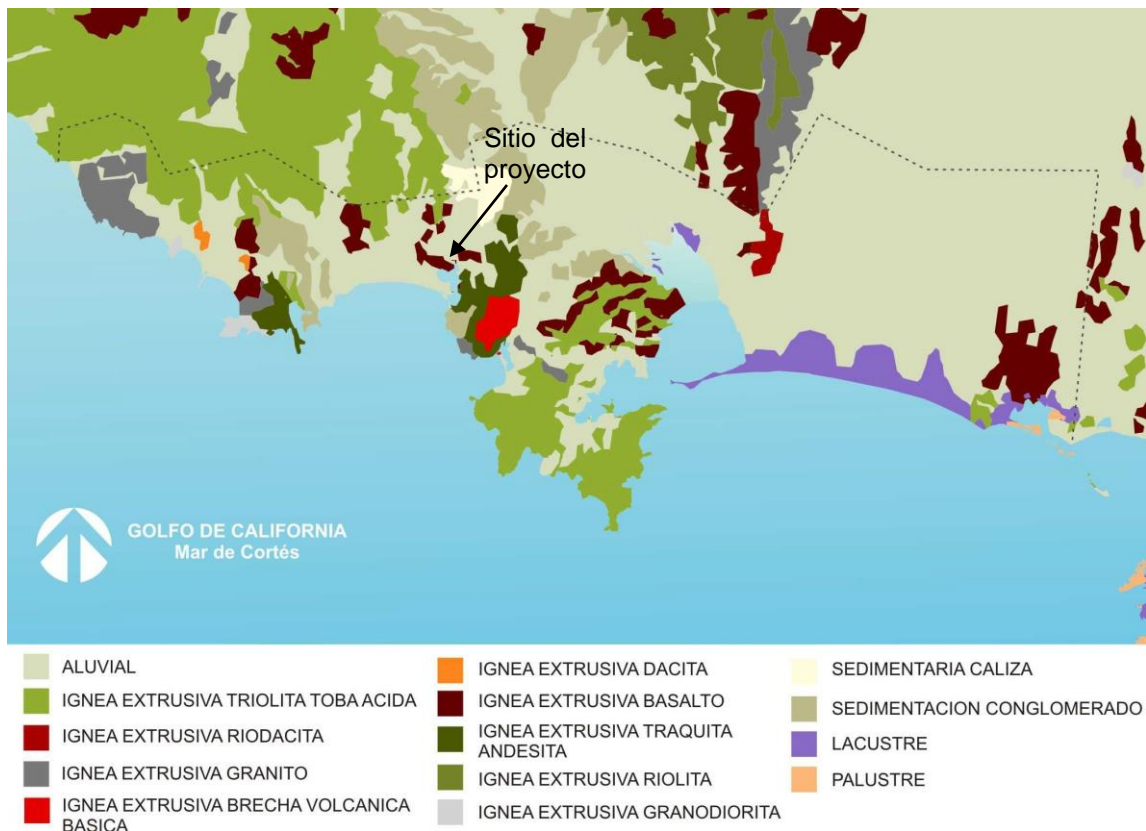 Sitio del
proyecto
GOLFO DE CALIFORNIA
Mar de Cortés
ALUVIAL
IGNEA EXTRUSIVA TRIOLITA TOBA ACIDA
IGNEA EXTRUSIVA RIODACITA
IGNEA EXTRUSIVA GRANITO
IGNEA EXTRUSIVA BRECHA VOLCANICA
BASICA
IGNEA EXTRUSIVA DACITA
IGNEA EXTRUSIVA BASALTO
IGNEA EXTRUSIVA TRAQUITA
ANDESITA
IGNEA EXTRUSIVA RIOLITA
IGNEA EXTRUSIVA GRANODIORITA
SEDIMENTARIA CALIZA
SEDIMENTACION CONGLOMERADO
LACUSTRE
PALUSTRE